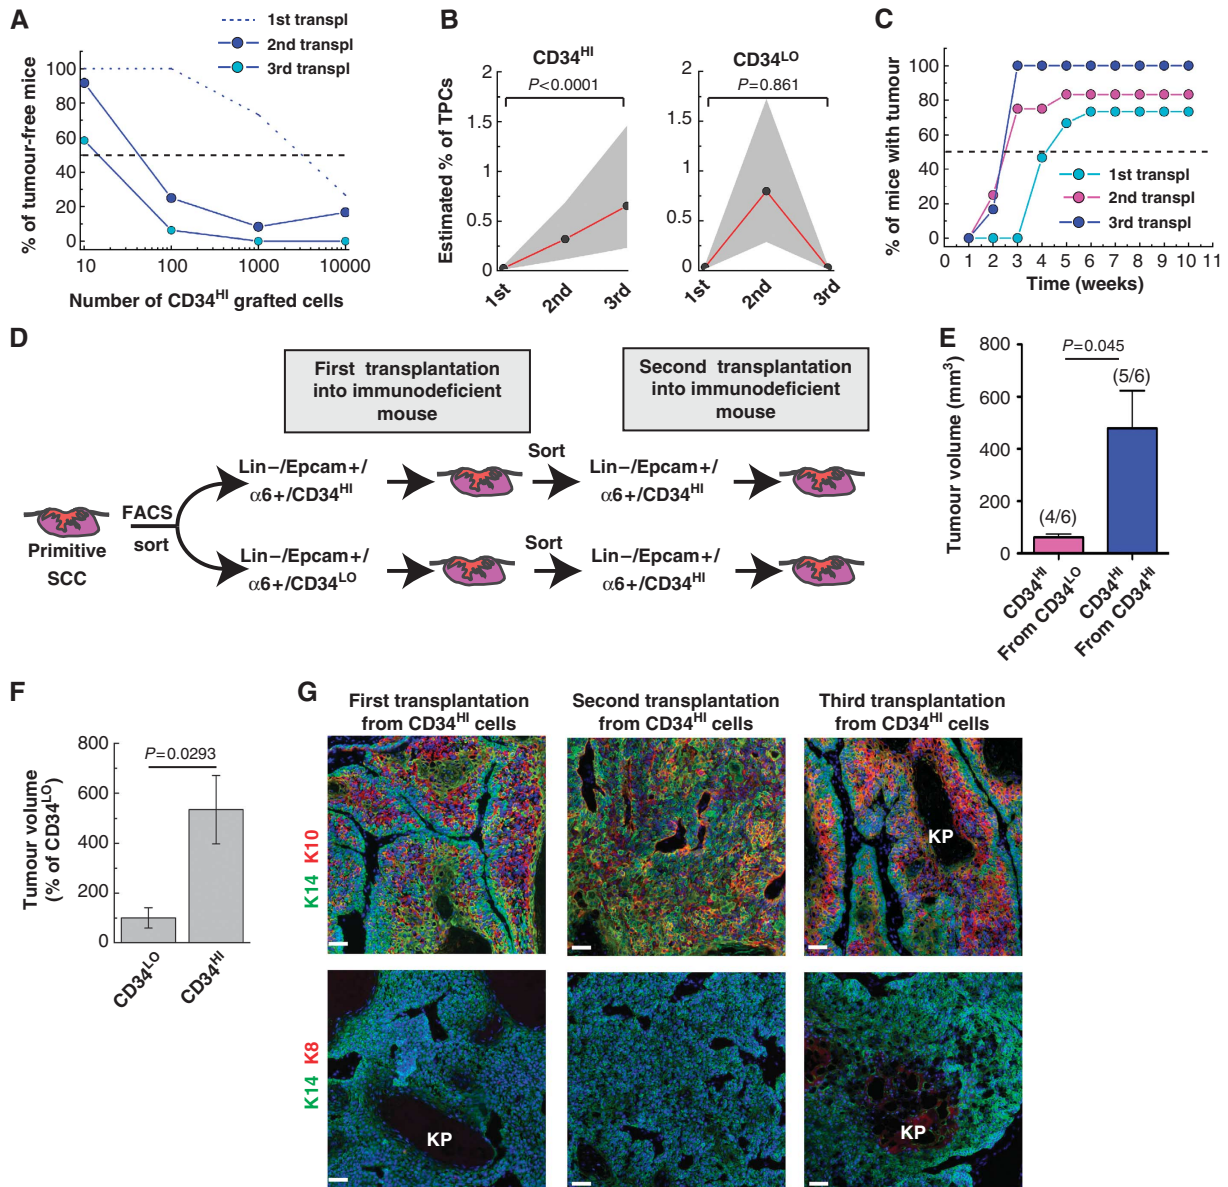 A
1st transpl
2nd transpl
3rd transpl
% of tumour-free mice
100
80
60
40
20
0
10
100
1000
10000
Number of CD34HI grafted cells
B
CD34HI
CD34LO
Estimated % of TPCs
2
1.5
1
0.5
0
P<0.0001
1st
2nd
3rd
2
1.5
1
0.5
0
P=0.861
1st
2nd
3rd
C
% of mice with tumour
100
80
60
40
20
0
1st transpl
2nd transpl
3rd transpl
0 1 2 3 4 5 6 7 8 9 10 11
Time (weeks)
D
First transplantation
into immunodeficient
mouse
Second transplantation
into immunodeficient
mouse
Primitive
SCC
FACS
sort
Lin−/Epcam+/
α6+/CD34HI
Sort
Lin−/Epcam+/
α6+/CD34HI
Lin−/Epcam+/
α6+/CD34LO
Sort
Lin−/Epcam+/
α6+/CD34HI
E
Tumour volume (mm3)
800
600
400
200
0
P=0.045
(5/6)
(4/6)
CD34HI
From CD34LO
CD34HI
From CD34HI
F
Tumour volume
(% of CD34LO)
800
600
400
200
100
0
P=0.0293
CD34LO
CD34HI
G
First transplantation
from CD34HI cells
Second transplantation
from CD34HI cells
Third transplantation
from CD34HI cells
K14 K10
KP
K14 K8
KP
KP